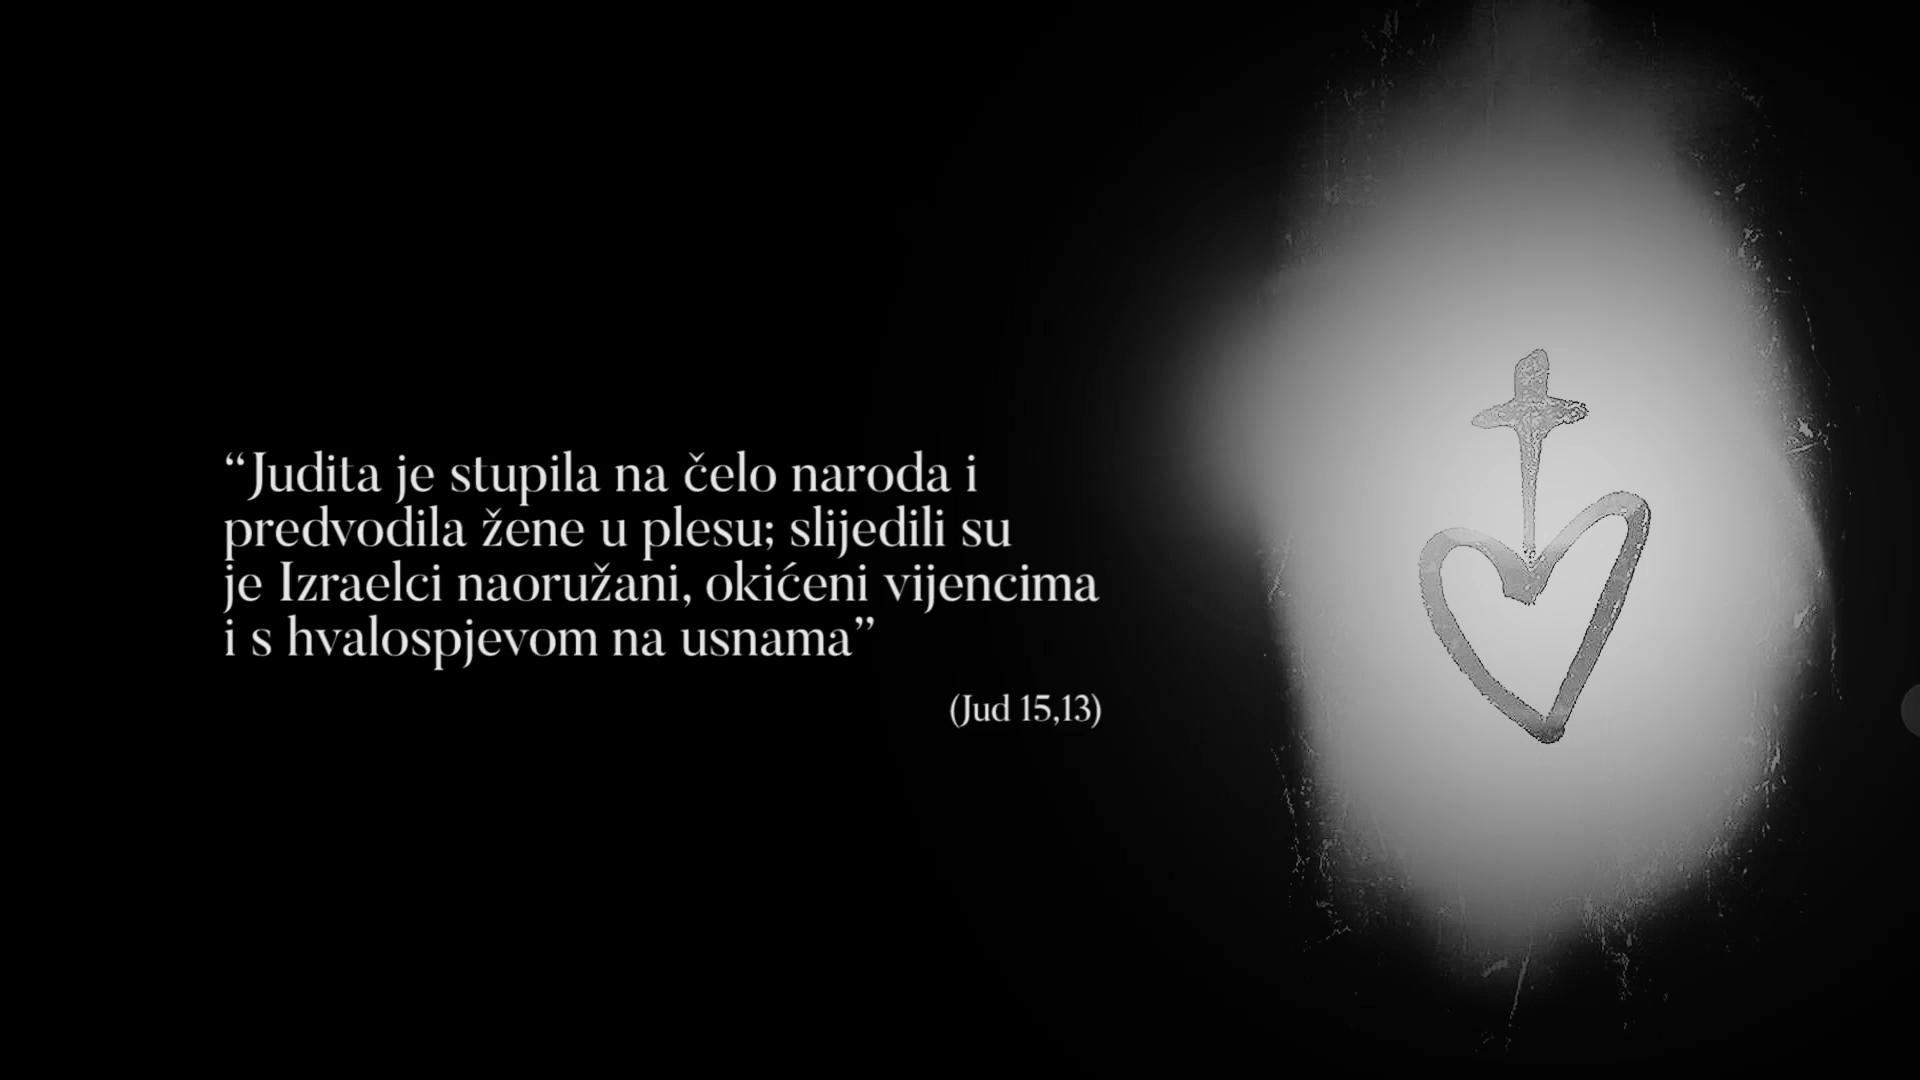 “Judita je stupila na čelo naroda i
predvodila žene u plesu; slijedili su
je Izraelci naoružani, okićeni vijencima
i s hvalospjevom na usnama”
(Jud 15,13)